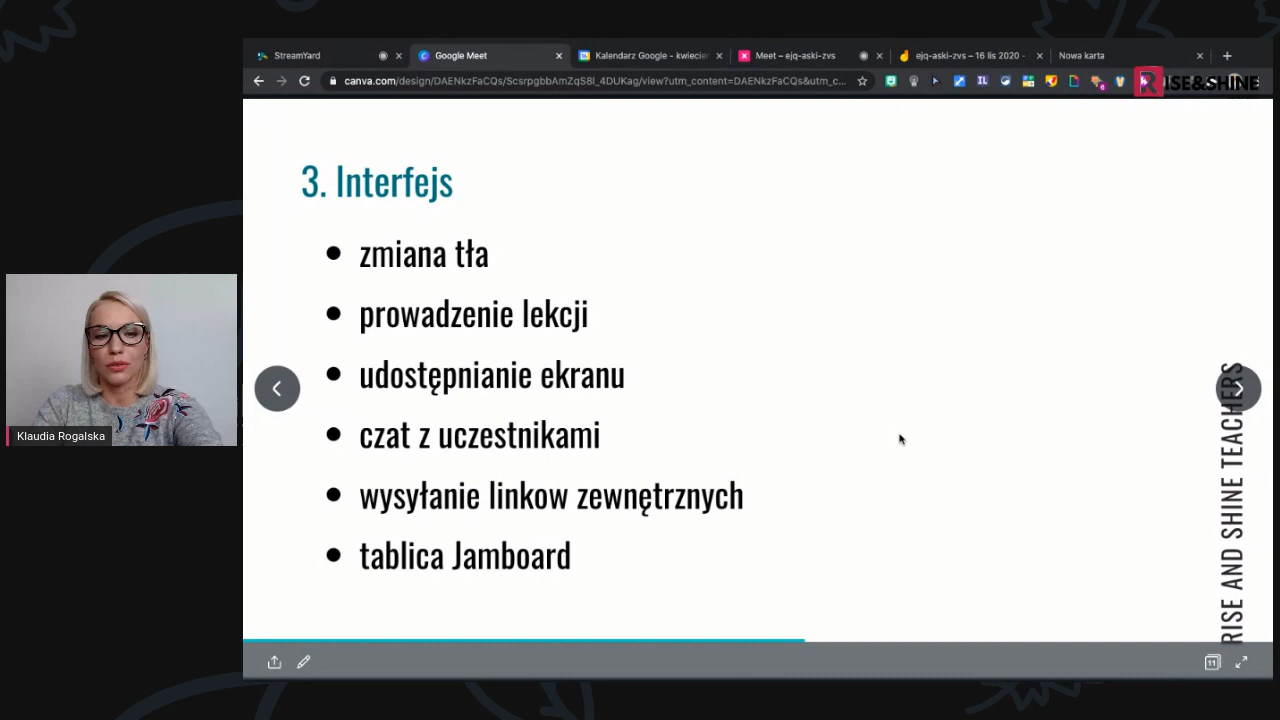 StreamYard
Google Meet
Kalendarz Google - kwiecień
Meet – ejq-aski-zvs
ejq-aski-zvs – 16 lis 2020 -
Nowa karta
canva.com/design/DAENkzFaCQs/ScsrpgbbAmZqS8l_4DUKag/view?utm_content=DAENkzFaCQs&utm_c...
RISE&SHINE
3. Interfejs
• zmiana tła
• prowadzenie lekcji
• udostępnianie ekranu
• czat z uczestnikami
• wysyłanie linkow zewnętrznych
• tablica Jamboard
RISE AND SHINE TEACHERS
Klaudia Rogalska
11